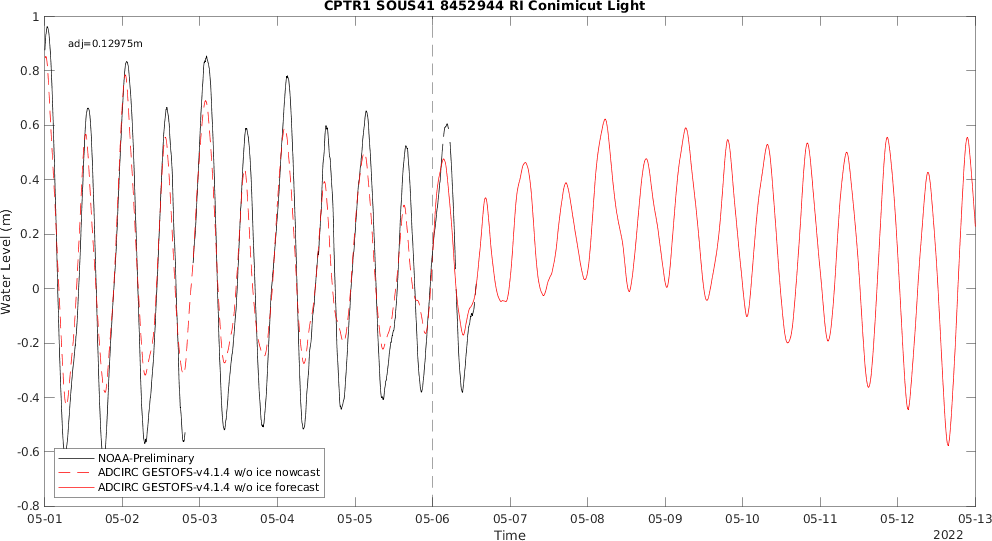 CPTR1 SOUS41 8452944 RI Conimicut Light
adj=0.12975m
Water Level (m)
1
0.8
0.6
0.4
0.2
0
-0.2
-0.4
-0.6
-0.8
NOAA-Preliminary
ADCIRC GESTOFS-v4.1.4 w/o ice nowcast
ADCIRC GESTOFS-v4.1.4 w/o ice forecast
05-01 05-02 05-03 05-04 05-05 05-06 05-07 05-08 05-09 05-10 05-11 05-12 05-13
Time
2022